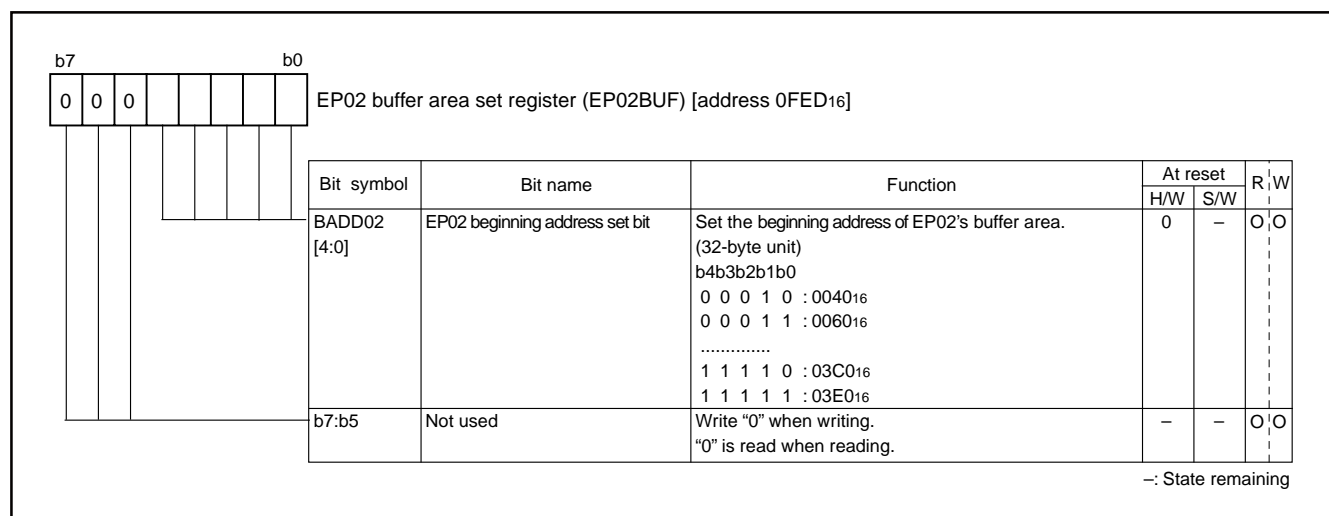 b7 b0
0 0 0
EP02 buffer area set register (EP02BUF) [address 0FED16]
Bit symbol Bit name Function At reset R W
H/W S/W
BADD02 EP02 beginning address set bit Set the beginning address of EP02's buffer area. 0 – O O
[4:0] (32-byte unit)
b4b3b2b1b0
0 0 0 1 0 : 004016
0 0 0 1 1 : 006016
..............
1 1 1 1 0 : 03C016
1 1 1 1 1 : 03E016
b7:b5 Not used Write “0” when writing. – – O O
“0” is read when reading.
–: State remaining